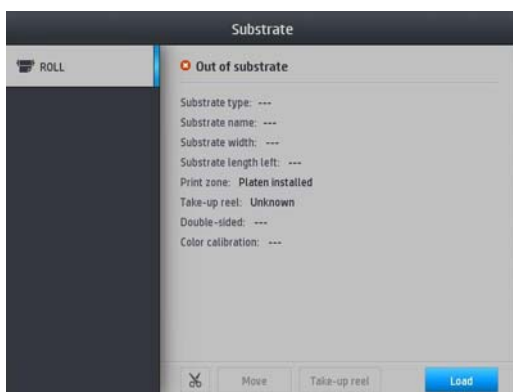 Substrate
ROLL
Out of substrate
Substrate type: ---
Substrate name: ---
Substrate width: ---
Substrate length left: ---
Print zone: Platen installed
Take-up reel: Unknown
Double-sided: ---
Color calibration: ---
Move Take-up reel Load